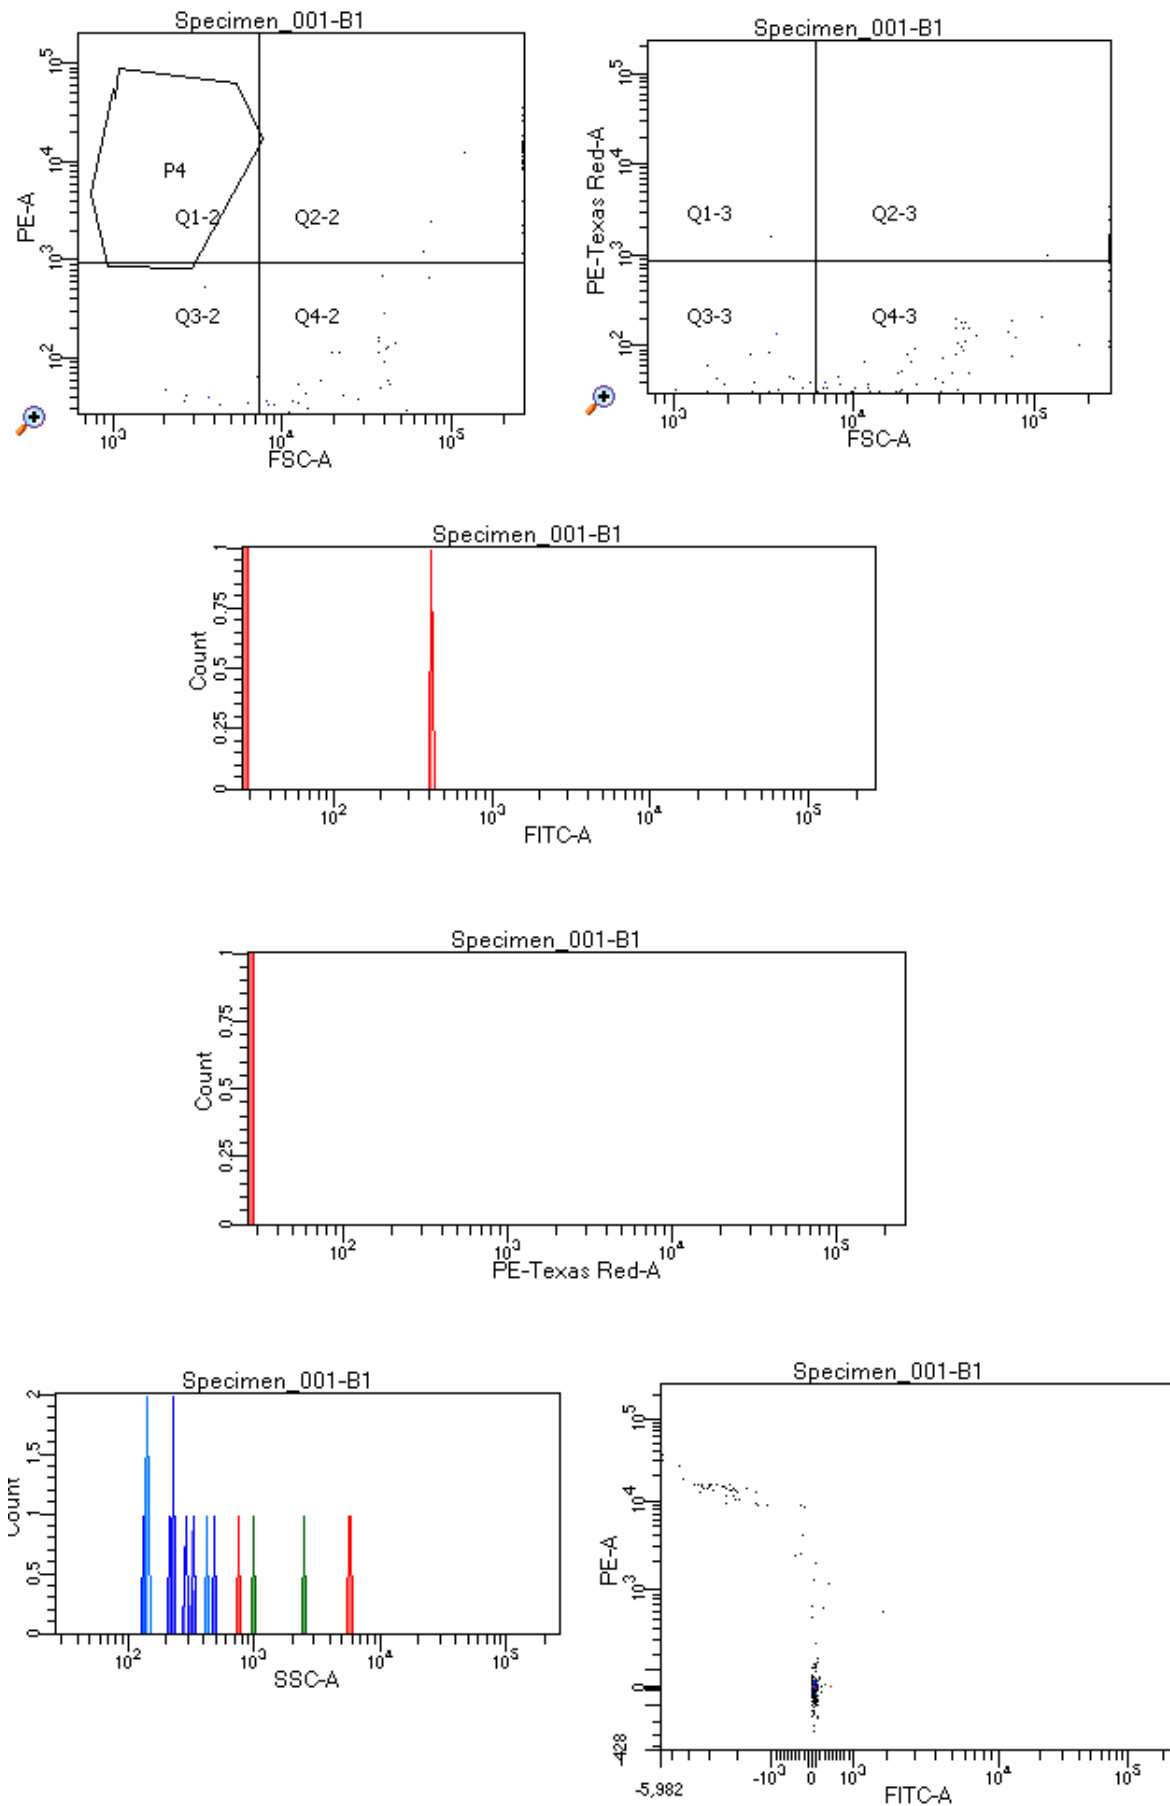 Specimen_001-B1
PE-A
10^5
10^4
10^3
10^2
P4
Q1-2
Q2-2
Q3-2
Q4-2
10^3
10^4
10^5
FSC-A
Specimen_001-B1
PE-Texas Red-A
10^5
10^4
10^3
10^2
Q1-3
Q2-3
Q3-3
Q4-3
10^3
10^4
10^5
FSC-A
Specimen_001-B1
Count
1
0.75
0.5
0.25
0
10^2
10^3
10^4
10^5
FITC-A
Specimen_001-B1
Count
1
0.75
0.5
0.25
0
10^2
10^3
10^4
10^5
PE-Texas Red-A
Specimen_001-B1
Count
2
1.5
1
0.5
0
10^2
10^3
10^4
10^5
SSC-A
Specimen_001-B1
PE-A
10^5
10^4
10^3
0
-428
-5,982
-10^3
0
10^3
10^4
10^5
FITC-A